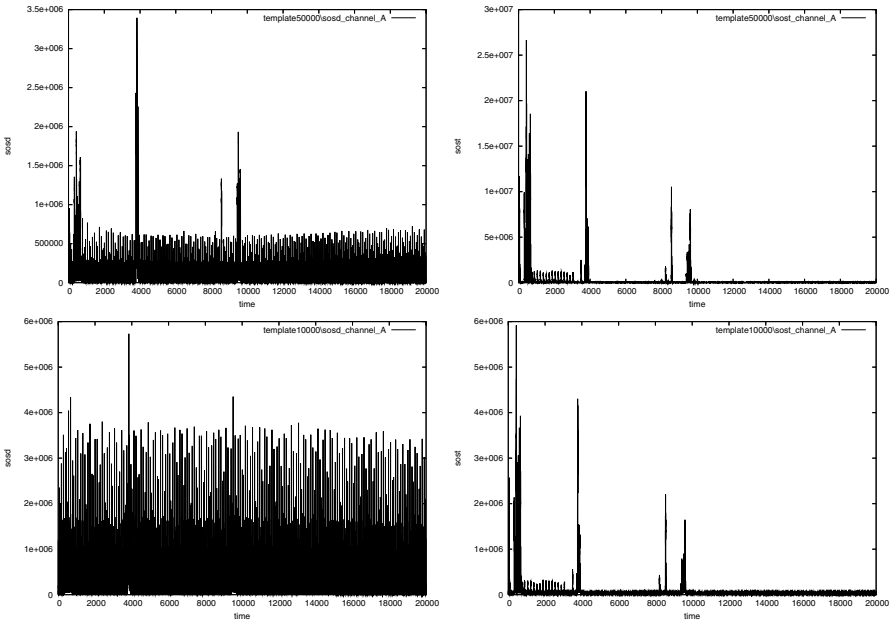 template50000\sosd_channel_A
3.5e+006
3e+006
2.5e+006
2e+006
1.5e+006
1e+006
500000
0
sosd
0 2000 4000 6000 8000 10000 12000 14000 16000 18000 20000
time
template50000\sost_channel_A
3e+007
2.5e+007
2e+007
1.5e+007
1e+007
5e+006
0
sost
0 2000 4000 6000 8000 10000 12000 14000 16000 18000 20000
time
template10000\sosd_channel_A
6e+006
5e+006
4e+006
3e+006
2e+006
1e+006
0
sosd
0 2000 4000 6000 8000 10000 12000 14000 16000 18000 20000
time
template10000\sost_channel_A
6e+006
5e+006
4e+006
3e+006
2e+006
1e+006
0
sost
0 2000 4000 6000 8000 10000 12000 14000 16000 18000 20000
time